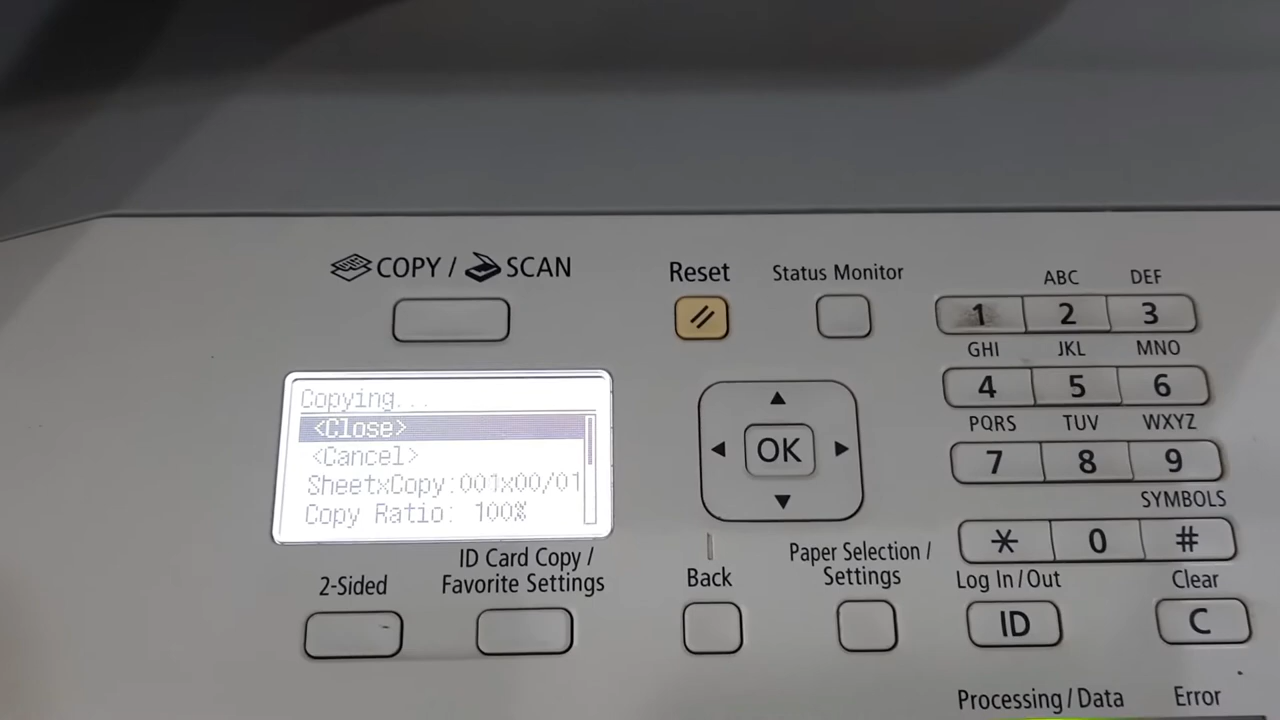 COPY / SCAN
Reset
Status Monitor
Copying...
<Close>
<Cancel>
SheetxCopy:001x00/01
Copy Ratio: 100%
OK
ABC DEF
1 2 3
GHI JKL MNO
4 5 6
PQRS TUV WXYZ
7 8 9
SYMBOLS
* 0 #
2-Sided
ID Card Copy /
Favorite Settings
Back
Paper Selection /
Settings
Log In/Out
ID
Clear
C
Processing/Data
Error